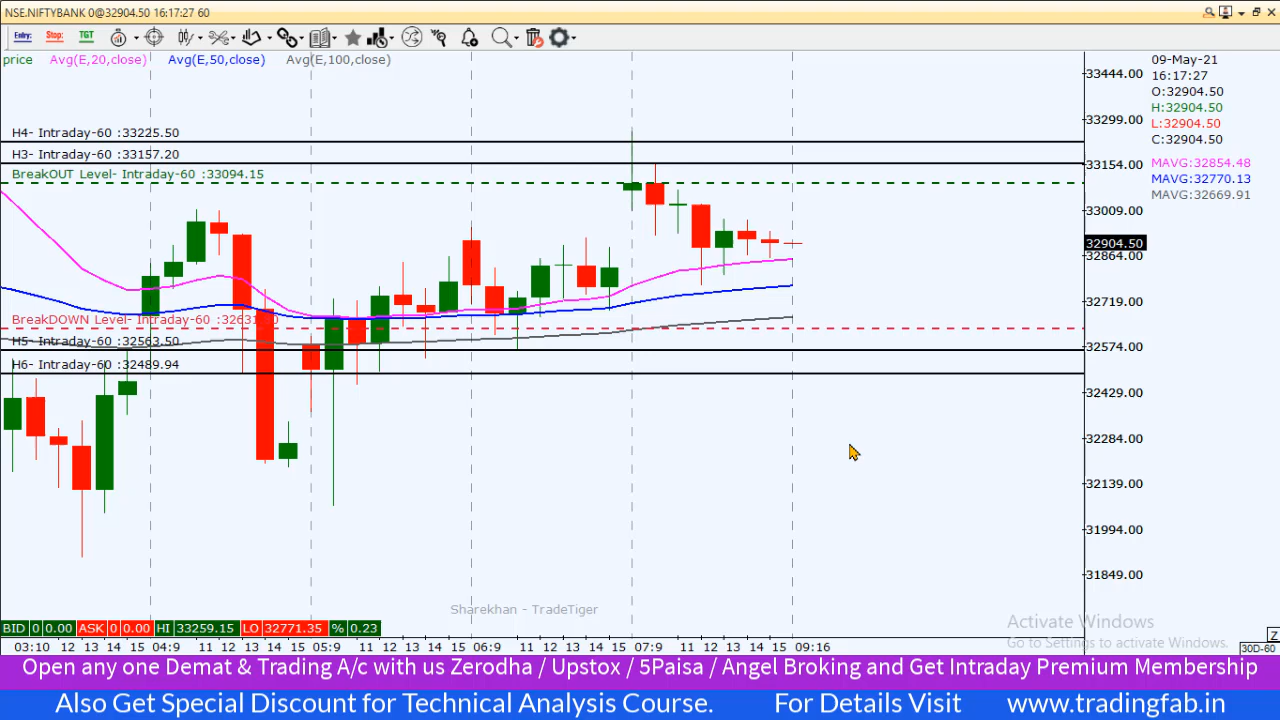 NSE.NIFTYBANK 0@32904.50 16:17:27 60
Entry: Stop: TGT
price Avg(E,20,close) Avg(E,50,close) Avg(E,100,close)
09-May-21
16:17:27
O:32904.50
H:32904.50
L:32904.50
C:32904.50
MAVG:32854.48
MAVG:32770.13
MAVG:32669.91
H4- Intraday-60 :33225.50
H3- Intraday-60 :33157.20
BreakOUT Level- Intraday-60 :33094.15
BreakDOWN Level- Intraday-60 :32631
H5- Intraday-60 :32563.50
H6- Intraday-60 :32489.94
33444.00
33299.00
33154.00
33009.00
32904.50
32864.00
32719.00
32574.00
32429.00
32284.00
32139.00
31994.00
31849.00
Sharekhan - TradeTiger
Activate Windows
Go to Settings to activate Windows.
BID 0 0.00 ASK 0 0.00 HI 33259.15 LO 32771.35 % 0.23
Z
03:10 12 14 15 04:9 11 12 13 14 15 05:9 11 12 13 14 15 06:9 11 12 13 14 15 07:9 11 12 13 14 15 09:16
30D-60
Open any one Demat & Trading A/c with us Zerodha / Upstox / 5Paisa / Angel Broking and Get Intraday Premium Membership
Also Get Special Discount for Technical Analysis Course. For Details Visit www.tradingfab.in